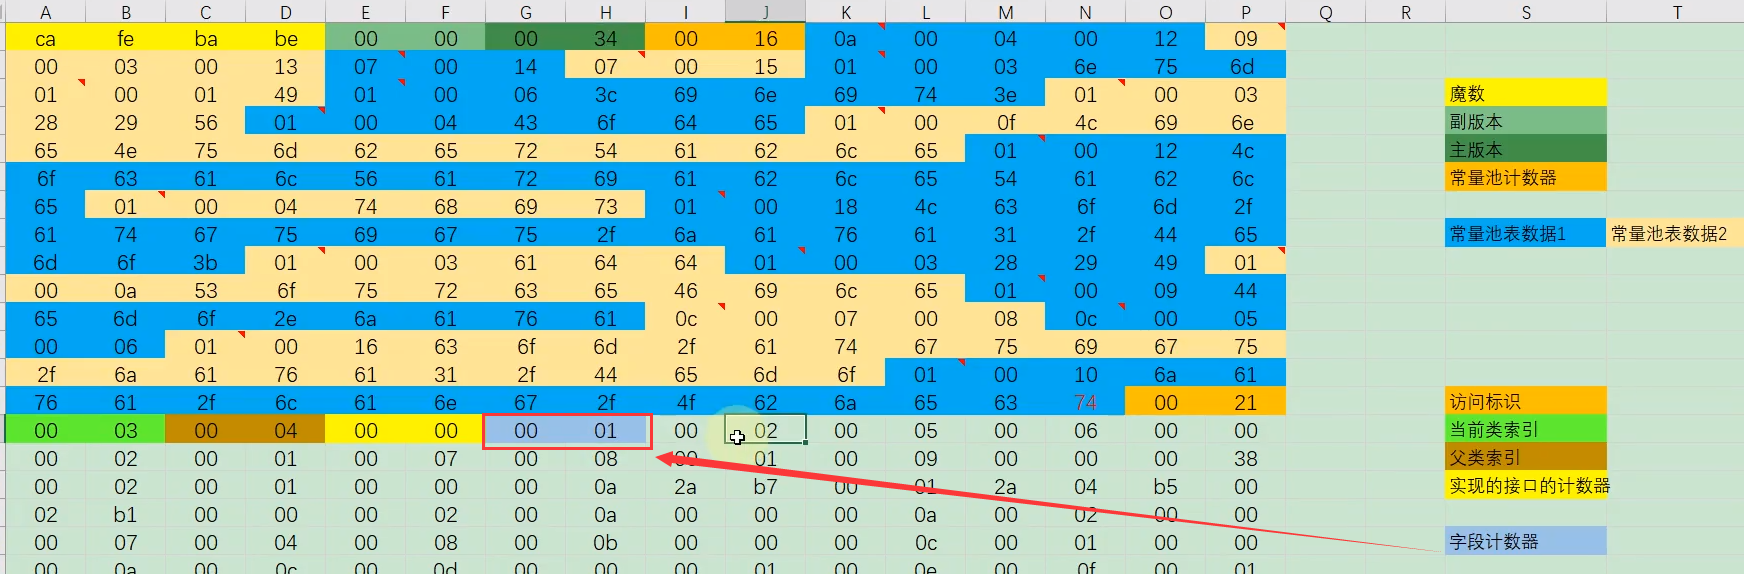 A B C D E F G H I J K L M N O P Q R S T
ca fe ba be 00 00 00 34 00 16 0a 00 04 00 12 09
00 03 00 13 07 00 14 07 00 15 01 00 03 6e 75 6d
01 00 01 49 01 00 06 3c 69 6e 69 74 3e 01 00 03 魔数
28 29 56 01 00 04 43 6f 64 65 01 00 0f 4c 69 6e 副版本
65 4e 75 6d 62 65 72 54 61 62 6c 65 01 00 12 4c 主版本
6f 63 61 6c 56 61 72 69 61 62 6c 65 54 61 62 6c 常量池计数器
65 01 00 04 74 68 69 73 01 00 18 4c 63 6f 6d 2f
61 74 67 75 69 67 75 2f 6a 61 76 61 31 2f 44 65 常量池表数据1 常量池表数据2
6d 6f 3b 01 00 03 61 64 64 01 00 03 28 29 49 01
00 0a 53 6f 75 72 63 65 46 69 6c 65 01 00 09 44
65 6d 6f 2e 6a 61 76 61 0c 00 07 00 08 0c 00 05
00 06 01 00 16 63 6f 6d 2f 61 74 67 75 69 67 75
2f 6a 61 76 61 31 2f 44 65 6d 6f 01 00 10 6a 61
76 61 2f 6c 61 6e 67 2f 4f 62 6a 65 63 74 00 21 访问标识
00 03 00 04 00 00 00 01 00 02 00 05 00 06 00 00 当前类索引
00 02 00 01 00 07 00 08 00 01 00 09 00 00 00 38 父类索引
00 02 00 01 00 00 00 0a 2a b7 00 01 2a 04 b5 00 实现的接口的计数器
02 b1 00 00 00 02 00 0a 00 00 00 0a 00 02 00 00
00 07 00 04 00 08 00 0b 00 00 00 0c 00 01 00 00 字段计数器
00 0a 00 0c 00 0d 00 00 00 01 00 0e 00 0f 00 01